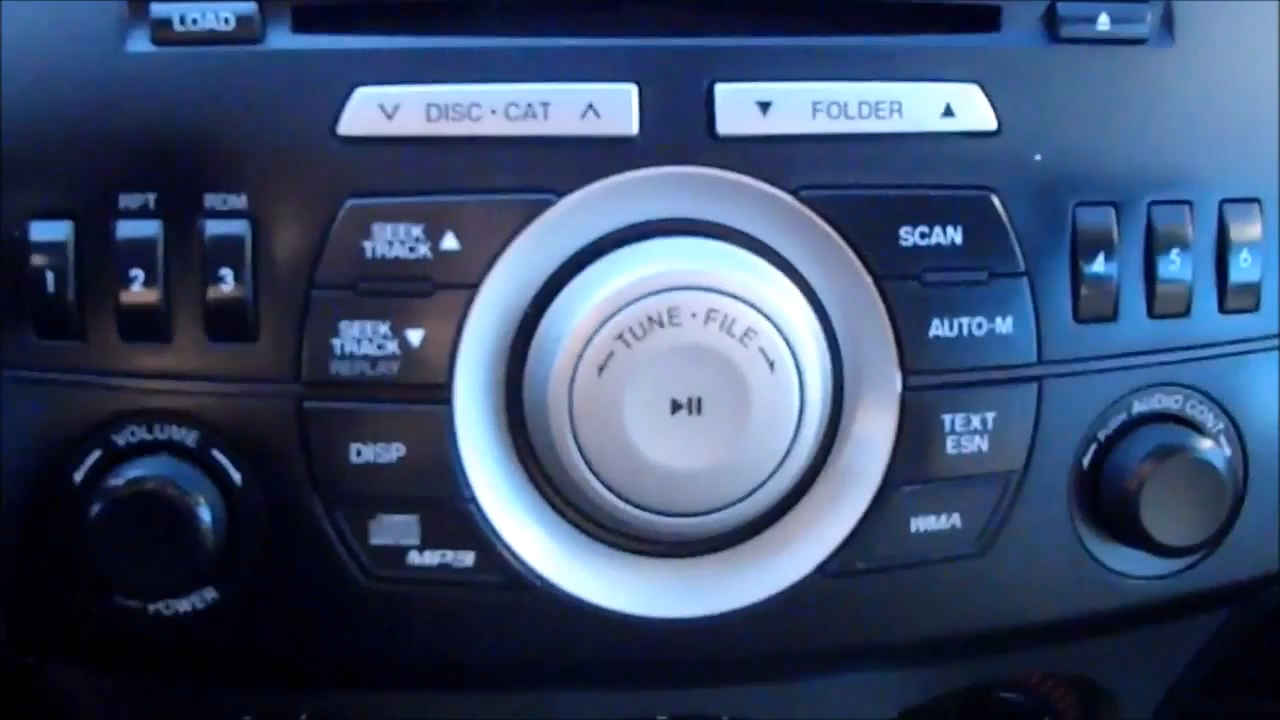 LOAD
DISC • CAT
FOLDER
RPT
RDM
1
2
3
SEEK
TRACK
SEEK
TRACK
REPLAY
TUNE • FILE
SCAN
AUTO-M
4
5
6
VOLUME
POWER
DISP
MP3
TEXT
ESN
WMA
PUSH AUDIO CONT